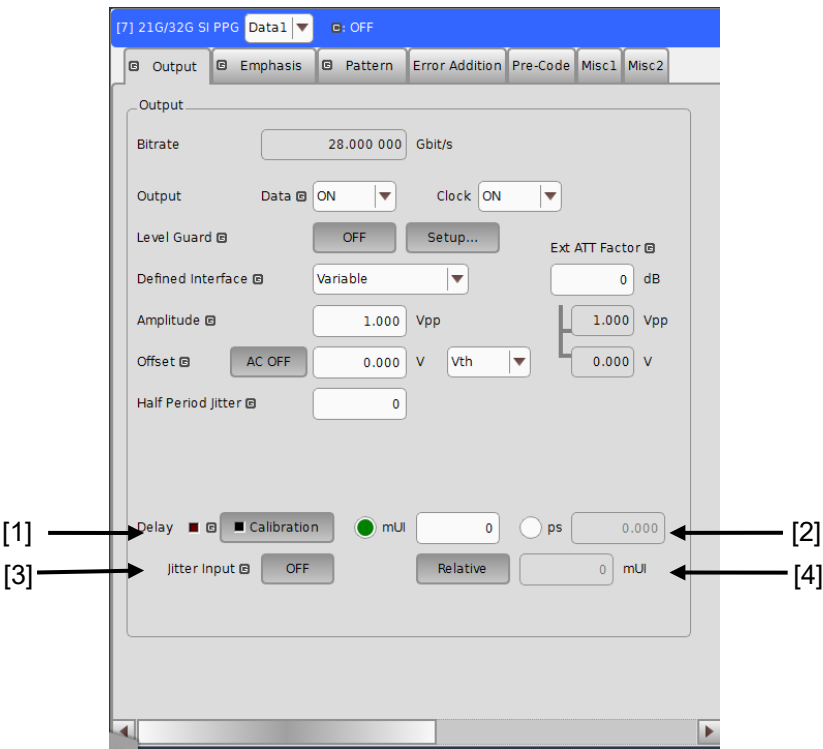 [7] 21G/32G SI PPG Data1 C: OFF
G Output G Emphasis G Pattern Error Addition Pre-Code Misc1 Misc2
Output
Bitrate 28.000 000 Gbit/s
Output Data G ON Clock ON
Level Guard G OFF Setup... Ext ATT Factor G
Defined Interface G Variable 0 dB
Amplitude G 1.000 Vpp 1.000 Vpp
Offset G AC OFF 0.000 V Vth 0.000 V
Half Period Jitter G 0
[1] Delay G Calibration mUI 0 ps 0.000 [2]
[3] Jitter Input G OFF Relative 0 mUI [4]